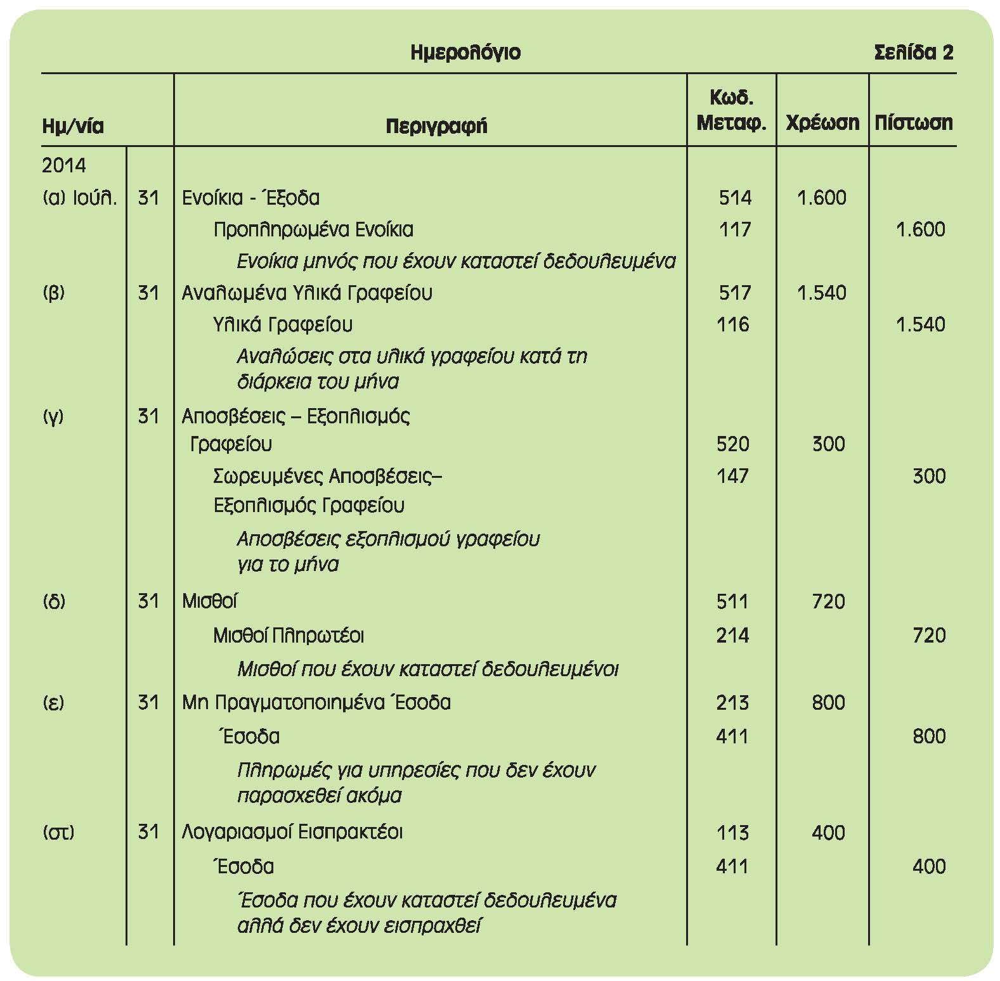 Ημερολόγιο Σελίδα 2
Ημ/νία Περιγραφή Κωδ. Μεταφ. Χρέωση Πίστωση
2014
(α) Ιούλ. 31 Ενοίκια - Έξοδα 514 1.600
Προπληρωμένα Ενοίκια 117 1.600
Ενοίκια μηνός που έχουν καταστεί δεδουλευμένα
(β) 31 Αναλωμένα Υλικά Γραφείου 517 1.540
Υλικά Γραφείου 116 1.540
Αναλώσεις στα υλικά γραφείου κατά τη
διάρκεια του μήνα
(γ) 31 Αποσβέσεις – Εξοπλισμός
Γραφείου 520 300
Σωρευμένες Αποσβέσεις– 147 300
Εξοπλισμός Γραφείου
Αποσβέσεις εξοπλισμού γραφείου
για το μήνα
(δ) 31 Μισθοί 511 720
Μισθοί Πληρωτέοι 214 720
Μισθοί που έχουν καταστεί δεδουλευμένοι
(ε) 31 Μη Πραγματοποιημένα Έσοδα 213 800
Έσοδα 411 800
Πληρωμές για υπηρεσίες που δεν έχουν
παρασχεθεί ακόμα
(στ) 31 Λογαριασμοί Εισπρακτέοι 113 400
Έσοδα 411 400
Έσοδα που έχουν καταστεί δεδουλευμένα
αλλά δεν έχουν εισπραχθεί